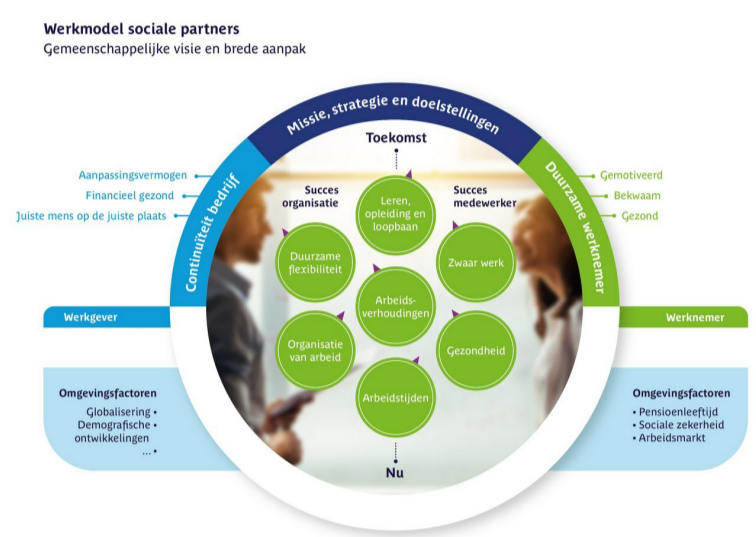 Werkmodel sociale partners
Gemeenschappelijke visie en brede aanpak
Missie, strategie en doelstellingen
Continuïteit bedrijf
Duurzame werknemer
Toekomst
Aanpassingsvermogen
Financieel gezond
Juiste mens op de juiste plaats
Gemotiveerd
Bekwaam
Gezond
Succes
organisatie
Succes
medewerker
Leren,
opleiding en
loopbaan
Duurzame
flexibiliteit
Zwaar werk
Arbeids-
verhoudingen
Organisatie
van arbeid
Gezondheid
Arbeidstijden
Nu
Werkgever
Omgevingsfactoren
Globalisering •
Demografische •
ontwikkelingen
... •
Werknemer
Omgevingsfactoren
• Pensioenleeftijd
• Sociale zekerheid
• Arbeidsmarkt